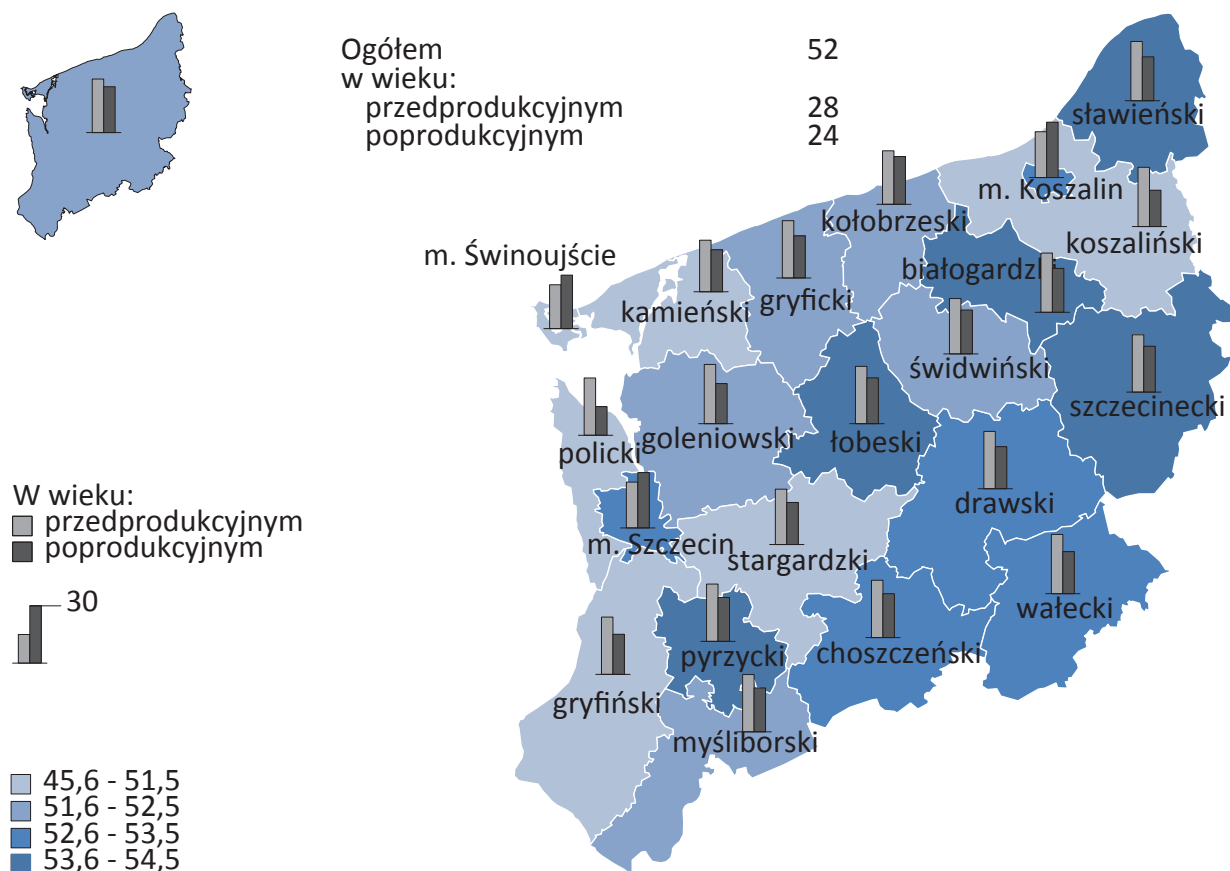 Ogółem 52
w wieku:
przedprodukcyjnym 28
poprodukcyjnym 24
sławieński
m. Koszalin
kołobrzeski
koszaliński
m. Świnoujście
białogardzki
gryficki
kamieński
świdwiński
szczecinecki
goleniowski
łobeski
policki
drawski
W wieku:
przedprodukcyjnym
poprodukcyjnym
m. Szczecin
stargardzki
30
wałecki
choszczeński
pyrzycki
gryfiński
myśliborski
45,6 - 51,5
51,6 - 52,5
52,6 - 53,5
53,6 - 54,5